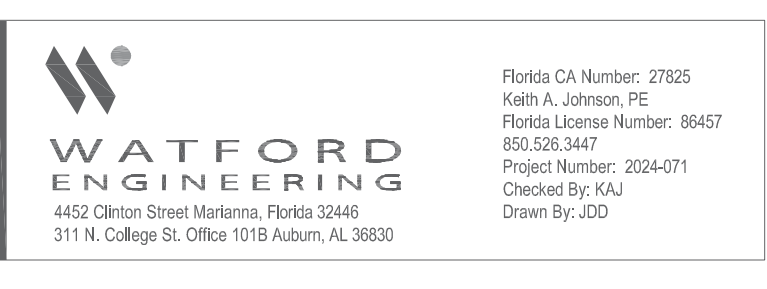 WATFORD
ENGINEERING
4452 Clinton Street Marianna, Florida 32446
311 N. College St. Office 101B Auburn, AL 36830
Florida CA Number: 27825
Keith A. Johnson, PE
Florida License Number: 86457
850.526.3447
Project Number: 2024-071
Checked By: KAJ
Drawn By: JDD